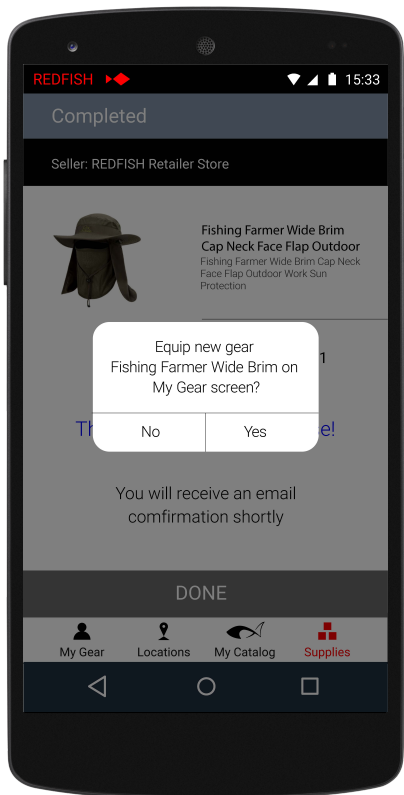 REDFISH 15:33
Completed
Seller: REDFISH Retailer Store
Fishing Farmer Wide Brim
Cap Neck Face Flap Outdoor
Fishing Farmer Wide Brim Cap Neck
Face Flap Outdoor Work Sun
Protection
1
Equip new gear
Fishing Farmer Wide Brim on
My Gear screen?
No Yes
You will receive an email
comfirmation shortly
DONE
My Gear Locations My Catalog Supplies